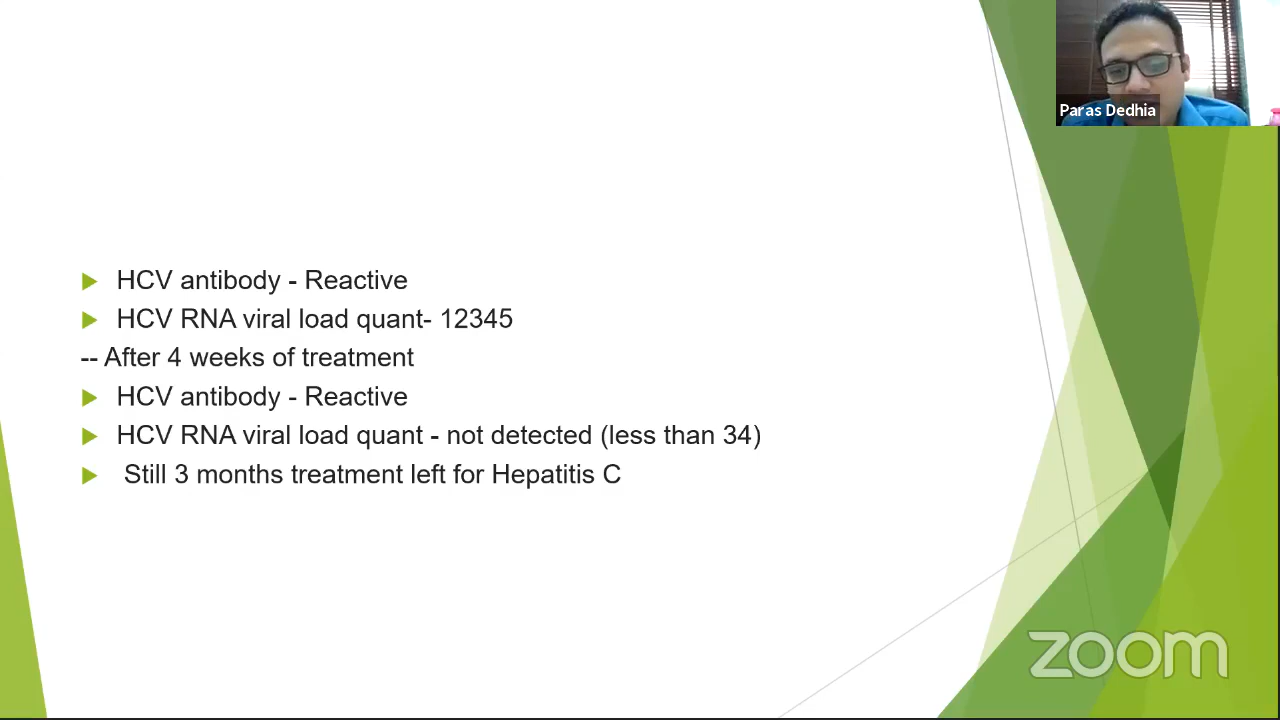 Paras Dedhia
HCV antibody - Reactive
HCV RNA viral load quant- 12345
-- After 4 weeks of treatment
HCV antibody - Reactive
HCV RNA viral load quant - not detected (less than 34)
Still 3 months treatment left for Hepatitis C
zoom